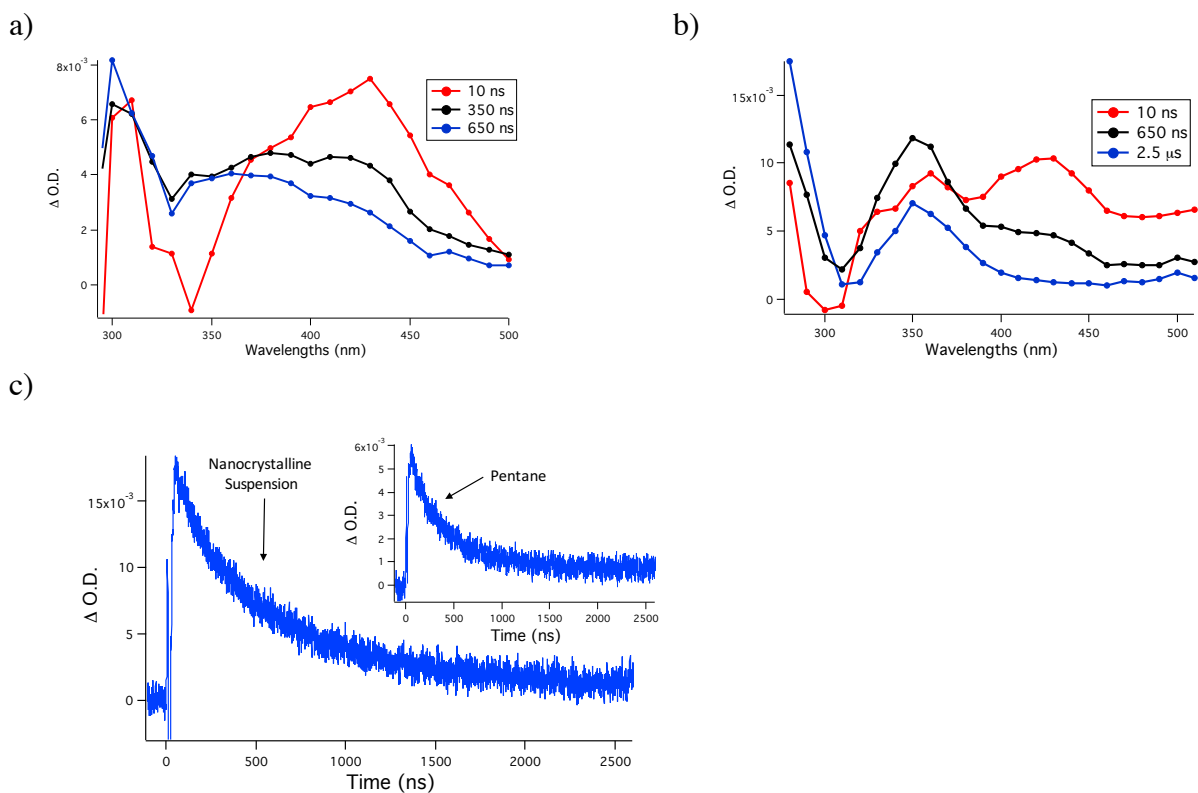 a)
8x10⁻³
6
4
2
0
Δ O.D.
300 350 400 450 500
Wavelengths (nm)
10 ns
350 ns
650 ns
b)
15x10⁻³
10
5
0
Δ O.D.
300 350 400 450 500
Wavelengths (nm)
10 ns
650 ns
2.5 μs
c)
15x10⁻³
10
5
0
Δ O.D.
0 500 1000 1500 2000 2500
Time (ns)
Nanocrystalline
Suspension
6x10⁻³
5
4
3
2
1
0
Δ O.D.
0 500 1000 1500 2000 2500
Time (ns)
Pentane